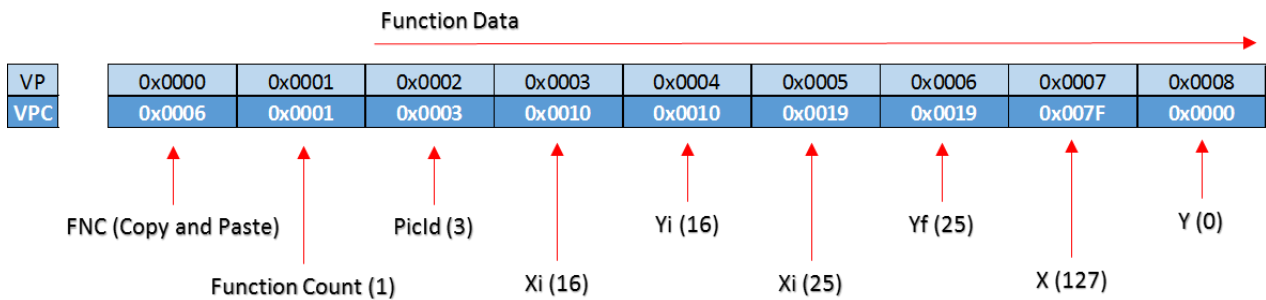 Function Data
VP 0x0000 0x0001 0x0002 0x0003 0x0004 0x0005 0x0006 0x0007 0x0008
VPC 0x0006 0x0001 0x0003 0x0010 0x0010 0x0019 0x0019 0x007F 0x0000
FNC (Copy and Paste) PicId (3) Yi (16) Yf (25) Y (0)
Function Count (1) Xi (16) Xi (25) X (127)